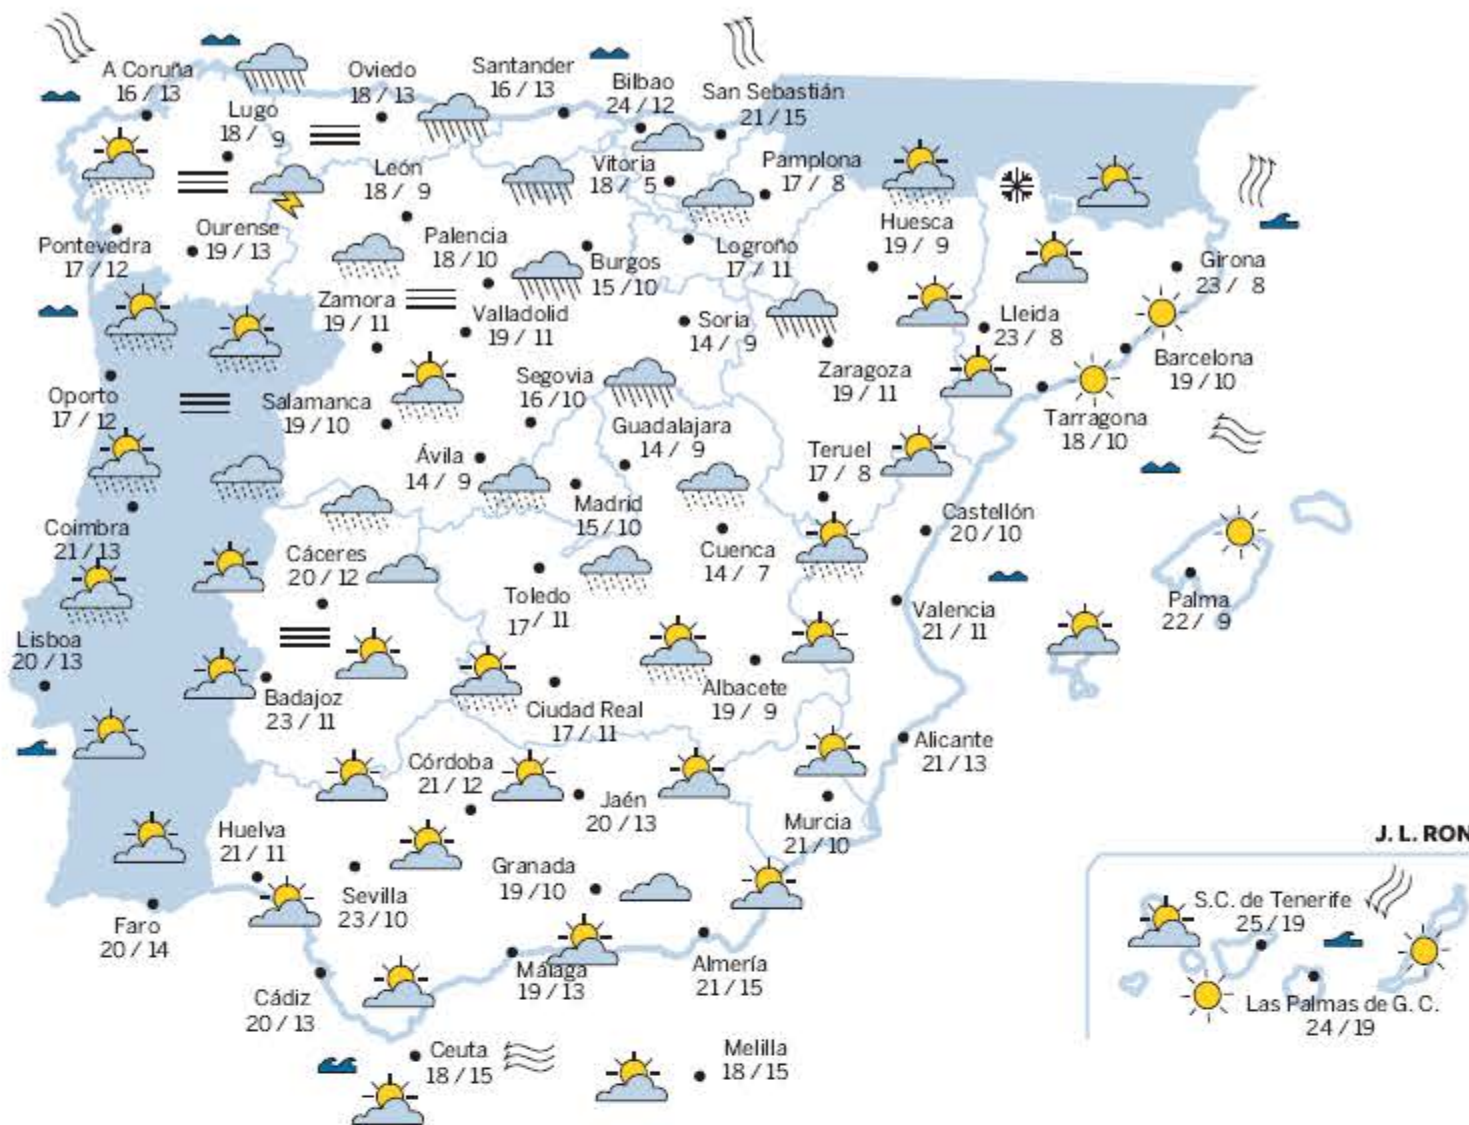 A Coruña
16 / 13
Oviedo
18 / 13
Santander
16 / 13
Bilbao
24 / 12
San Sebastián
21 / 15
Lugo
18 / 9
León
18 / 9
Vitoria
18 / 5
Pamplona
17 / 8
Pontevedra
17 / 12
Ourense
19 / 13
Palencia
18 / 10
Burgos
15 / 10
Logroño
17 / 11
Huesca
19 / 9
Girona
23 / 8
Zamora
19 / 11
Valladolid
19 / 11
Soria
14 / 9
Lleida
23 / 8
Zaragoza
19 / 11
Barcelona
19 / 10
Oporto
17 / 12
Salamanca
19 / 10
Segovia
16 / 10
Guadalajara
14 / 9
Tarragona
18 / 10
Ávila
14 / 9
Teruel
17 / 8
Madrid
15 / 10
Castellón
20 / 10
Coimbra
21 / 13
Cáceres
20 / 12
Cuenca
14 / 7
Toledo
17 / 11
Valencia
21 / 11
Palma
22 / 9
Lisboa
20 / 13
Badajoz
23 / 11
Albacete
19 / 9
Ciudad Real
17 / 11
Alicante
21 / 13
Córdoba
21 / 12
Jaén
20 / 13
Murcia
21 / 10
Huelva
21 / 11
J. L. RON
Granada
19 / 10
Sevilla
23 / 10
S.C. de Tenerife
25 / 19
Faro
20 / 14
Málaga
19 / 13
Almería
21 / 15
Cádiz
20 / 13
Las Palmas de G. C.
24 / 19
Ceuta
18 / 15
Melilla
18 / 15